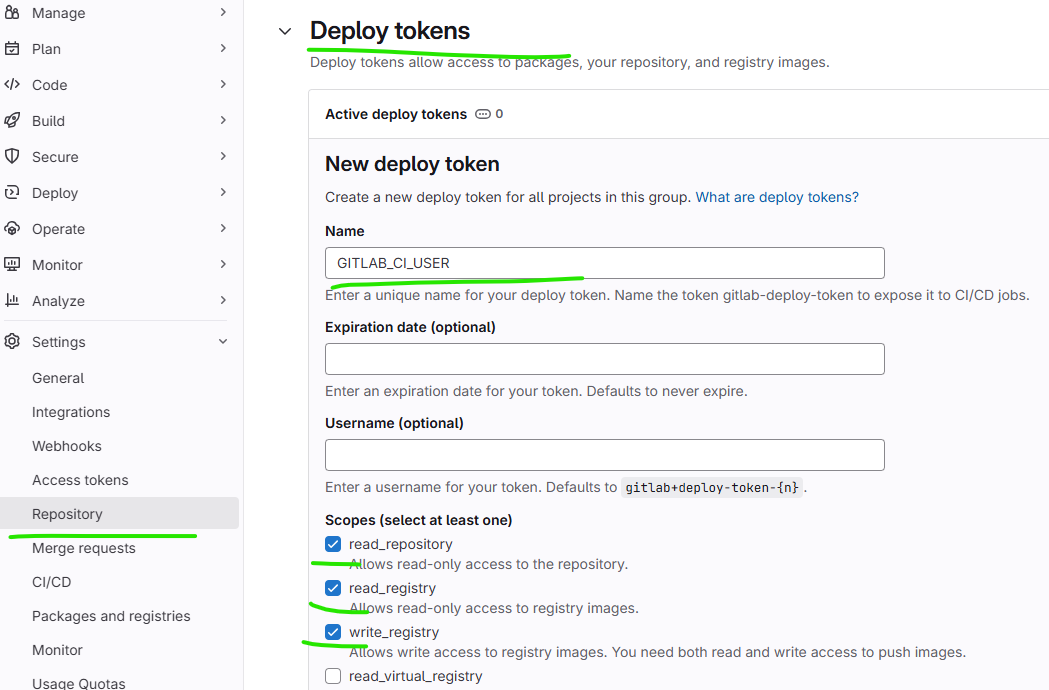 Manage
Plan
Code
Build
Secure
Deploy
Operate
Monitor
Analyze
Settings
General
Integrations
Webhooks
Access tokens
Repository
Merge requests
CI/CD
Packages and registries
Monitor
Usage Quotas
Deploy tokens
Deploy tokens allow access to packages, your repository, and registry images.
Active deploy tokens 0
New deploy token
Create a new deploy token for all projects in this group. What are deploy tokens?
Name
GITLAB_CI_USER
Enter a unique name for your deploy token. Name the token gitlab-deploy-token to expose it to CI/CD jobs.
Expiration date (optional)
Enter an expiration date for your token. Defaults to never expire.
Username (optional)
Enter a username for your token. Defaults to gitlab+deploy-token-{n}.
Scopes (select at least one)
read_repository
Allows read-only access to the repository.
read_registry
Allows read-only access to registry images.
write_registry
Allows write access to registry images. You need both read and write access to push images.
read_virtual_registry